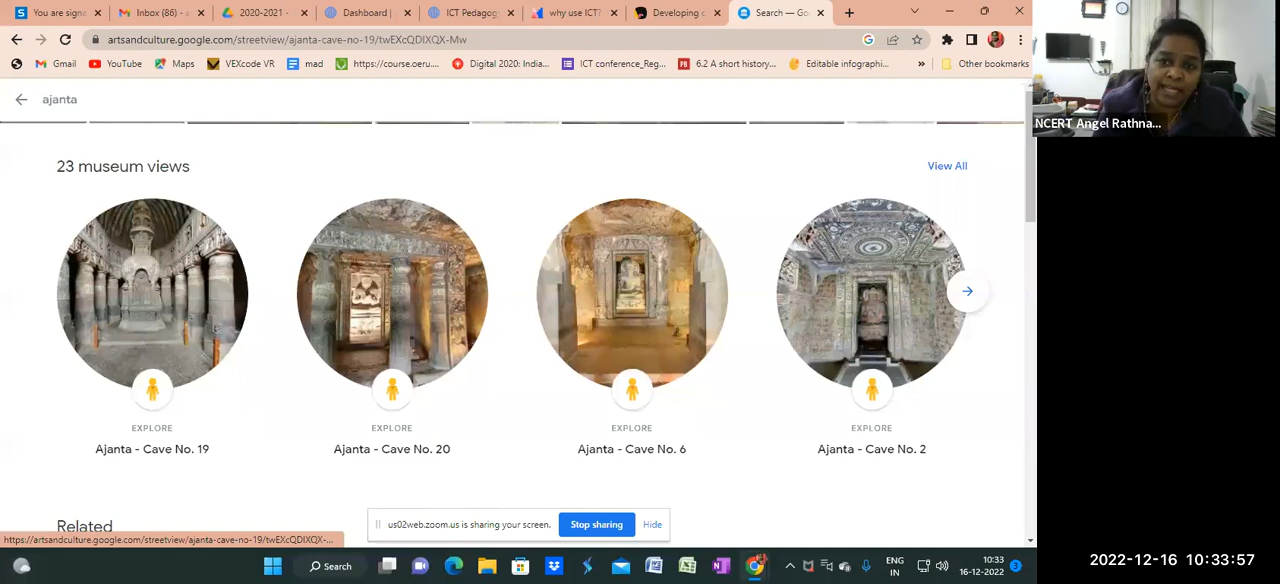 You are signe
Inbox (86) - a
2020-2021 -
Dashboard |
ICT Pedagog
why use ICT?
Developing c
Search — Go
artsandculture.google.com/streetview/ajanta-cave-no-19/twEXcQDIXQX-Mw
Gmail
YouTube
Maps
VEXcode VR
mad
https://course.oeru....
Digital 2020: India...
ICT conference_Reg...
6.2 A short history...
Editable infographi...
»
Other bookmarks
NCERT Angel Rathna...
ajanta
23 museum views
View All
EXPLORE
Ajanta - Cave No. 19
EXPLORE
Ajanta - Cave No. 20
EXPLORE
Ajanta - Cave No. 6
EXPLORE
Ajanta - Cave No. 2
Related
us02web.zoom.us is sharing your screen.
Stop sharing
Hide
https://artsandculture.google.com/streetview/ajanta-cave-no-19/twEXcQDIXQX-...
Search
ENG
IN
10:33
16-12-2022
3
2022-12-16 10:33:57